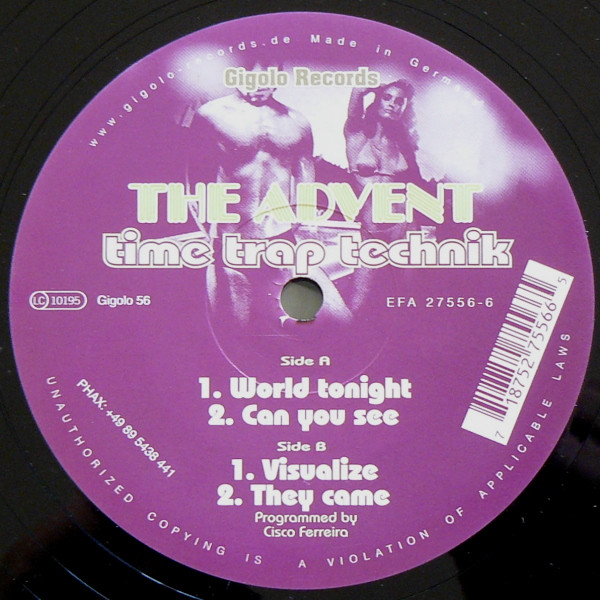 www.gigolo-records.de Made in Germany
Gigolo Records
THE ADVENT
time trap technik
LC 10195
Gigolo 56
EFA 27556-6
Side A
1. World tonight
2. Can you see
Side B
1. Visualize
2. They came
Programmed by
Cisco Ferreira
PHAX: +49 89 5438 441
7 18752 75566 5
UNAUTHORIZED COPYING IS A VIOLATION OF APPLICABLE LAWS